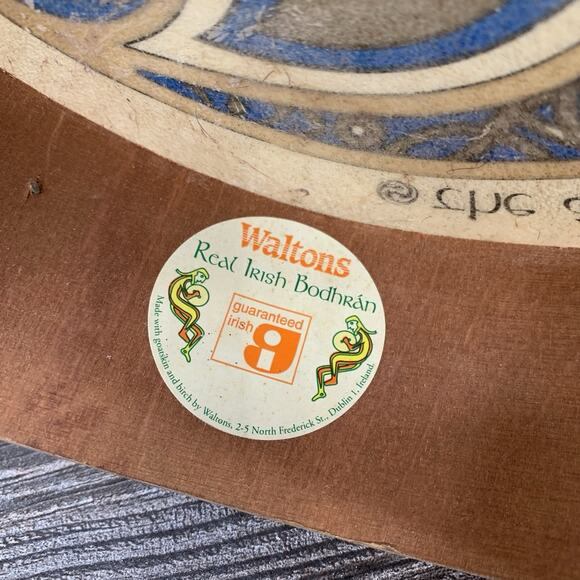 Waltons
Real Irish Bodhrán
guaranteed
irish
Made with goatskin and birch by Waltons, 2-5 North Frederick St., Dublin 1, Ireland.
© the